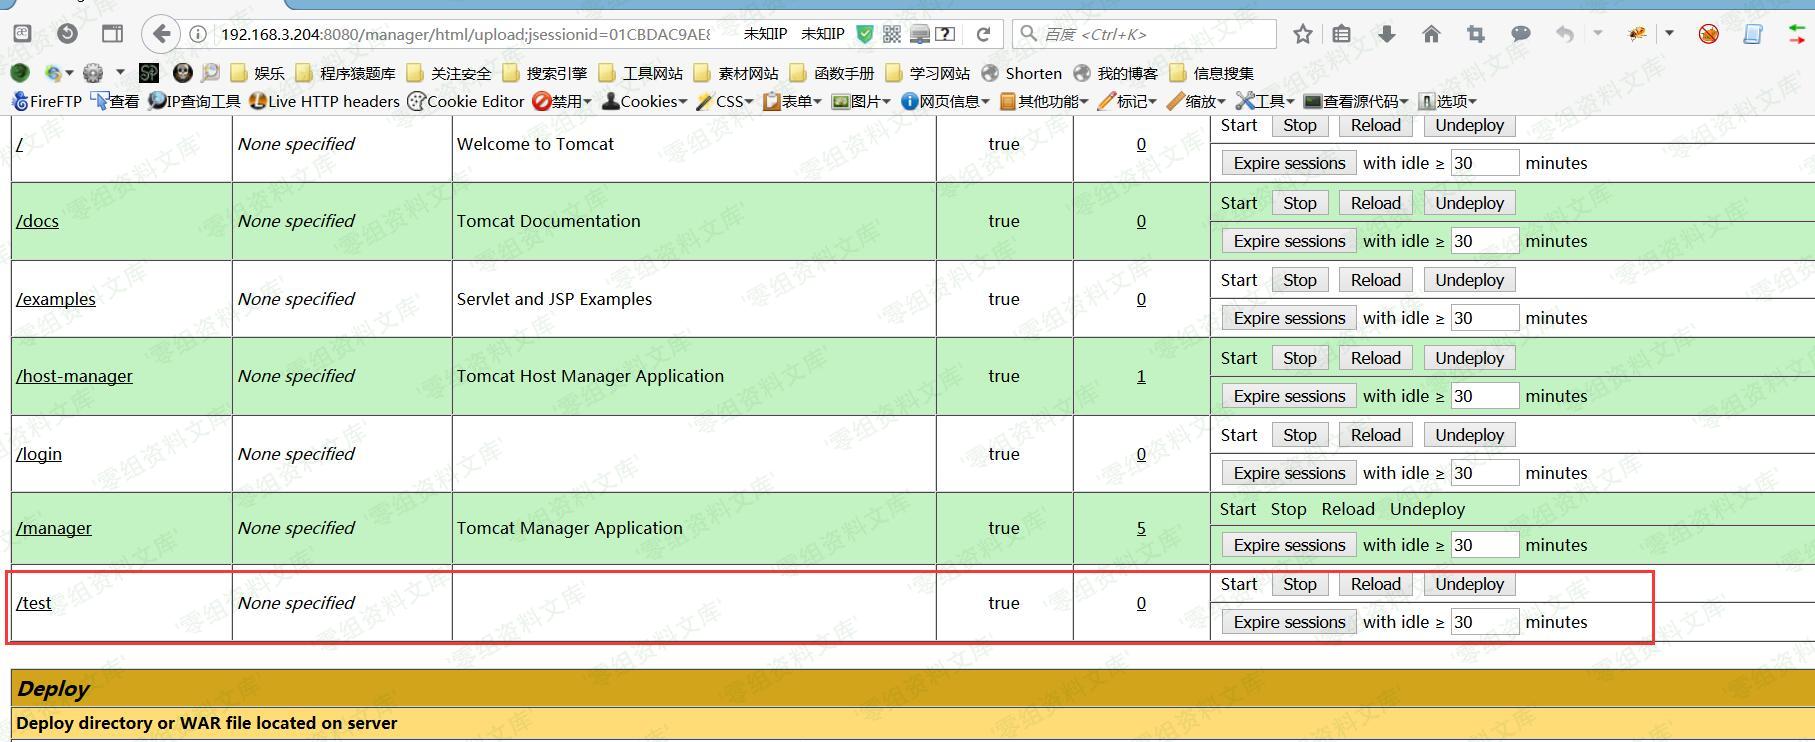 192.168.3.204:8080/manager/html/upload;jsessionid=01CBDAC9AE8 未知IP 未知IP 百度 <Ctrl+K>
娱乐 程序猿题库 关注安全 搜索引擎 工具网站 素材网站 函数手册 学习网站 Shorten 我的博客 信息搜集
FireFTP 查看 IP查询工具 Live HTTP headers Cookie Editor 禁用 Cookies CSS 表单 图片 网页信息 其他功能 标记 缩放 工具 查看源代码 选项
Start Stop Reload Undeploy
/ None specified Welcome to Tomcat true 0
Expire sessions with idle ≥ 30 minutes
Start Stop Reload Undeploy
/docs None specified Tomcat Documentation true 0
Expire sessions with idle ≥ 30 minutes
Start Stop Reload Undeploy
/examples None specified Servlet and JSP Examples true 0
Expire sessions with idle ≥ 30 minutes
Start Stop Reload Undeploy
/host-manager None specified Tomcat Host Manager Application true 1
Expire sessions with idle ≥ 30 minutes
Start Stop Reload Undeploy
/login None specified true 0
Expire sessions with idle ≥ 30 minutes
Start Stop Reload Undeploy
/manager None specified Tomcat Manager Application true 5
Expire sessions with idle ≥ 30 minutes
Start Stop Reload Undeploy
/test None specified true 0
Expire sessions with idle ≥ 30 minutes
Deploy
Deploy directory or WAR file located on server
'零组资料文库'